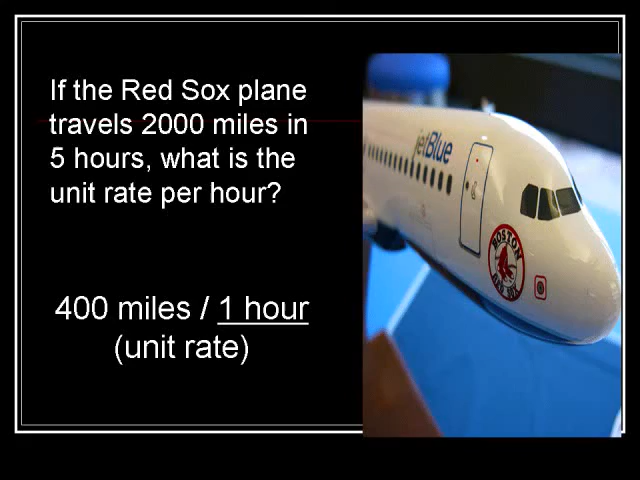 If the Red Sox plane
travels 2000 miles in
5 hours, what is the
unit rate per hour?
400 miles / 1 hour
(unit rate)
jetBlue
BOSTON
RED SOX